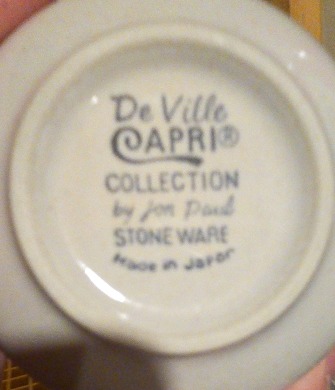 De Ville
CAPRI®
COLLECTION
by Jon Paul
STONEWARE
Made in Japan